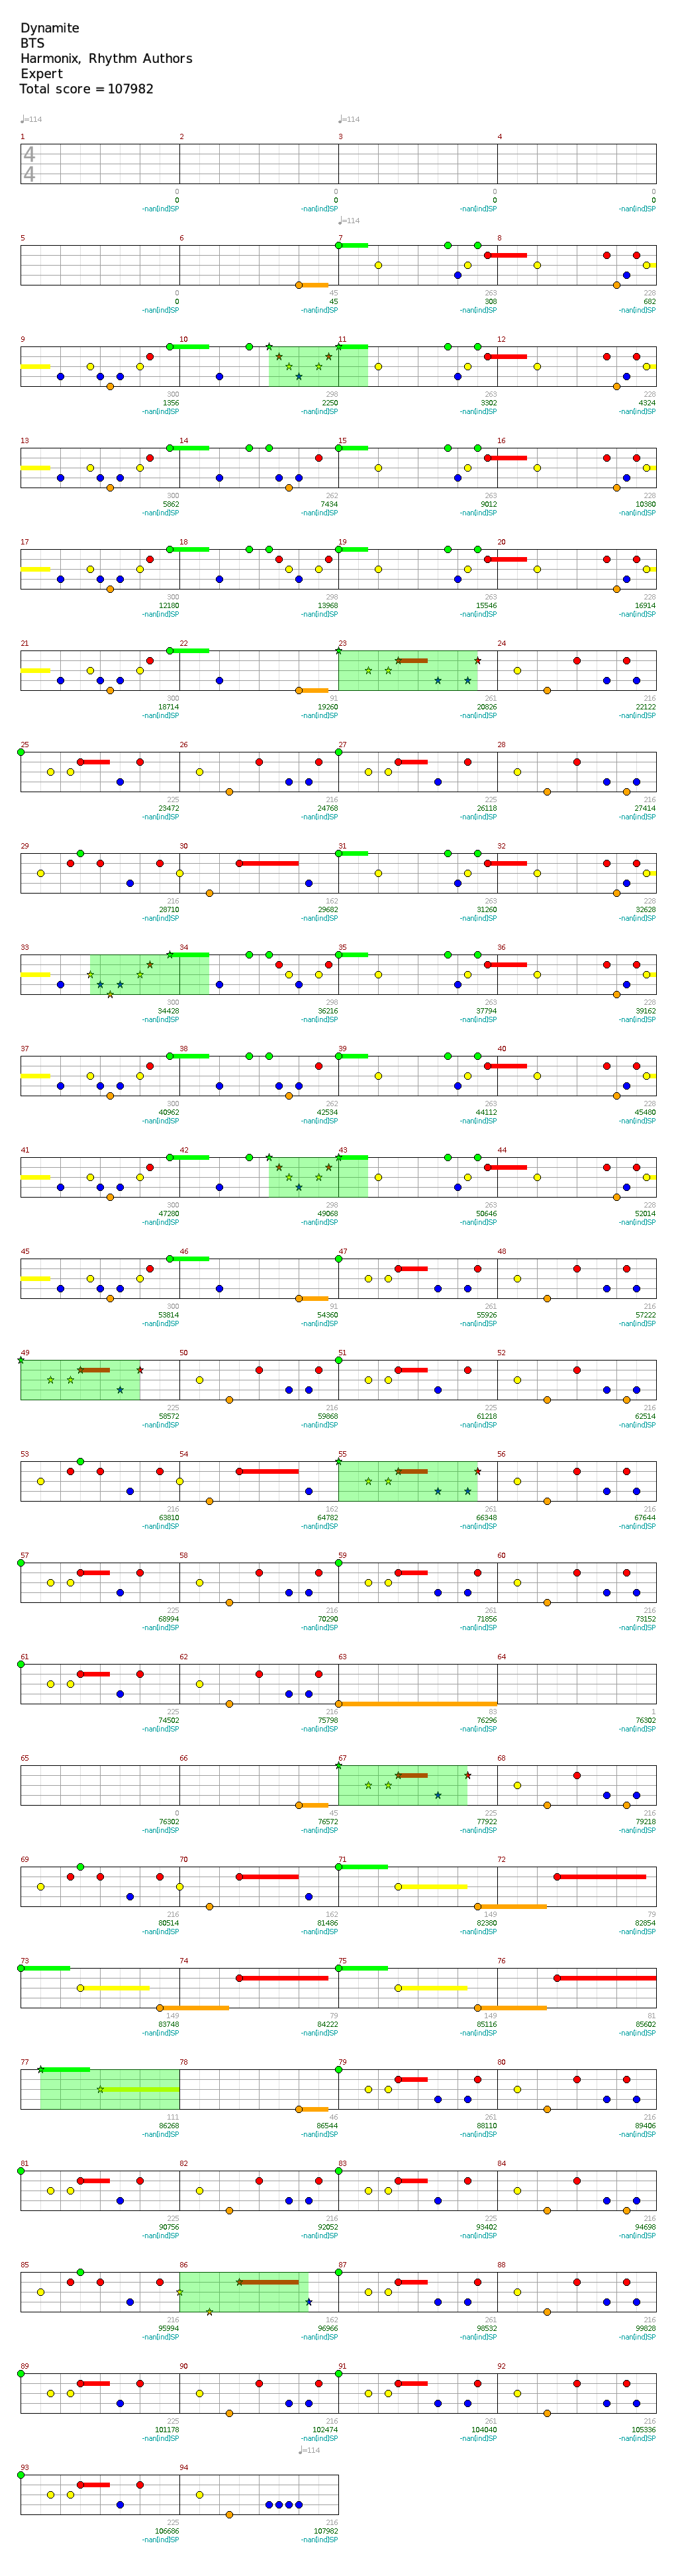 Dynamite
BTS
Harmonix, Rhythm Authors
Expert
Total score = 107982
♩=114 ♩=114
1 2 3 4
4
4
0 0 0 0
0 0 0 0
-nan[ind]SP -nan[ind]SP -nan[ind]SP -nan[ind]SP
♩=114
5 6 7 8
0 45 263 228
0 45 308 682
-nan[ind]SP -nan[ind]SP -nan[ind]SP -nan[ind]SP
9 10 11 12
300 298 263 228
1356 2250 3302 4324
-nan[ind]SP -nan[ind]SP -nan[ind]SP -nan[ind]SP
13 14 15 16
300 262 263 228
5862 7434 9012 10380
-nan[ind]SP -nan[ind]SP -nan[ind]SP -nan[ind]SP
17 18 19 20
300 298 263 228
12180 13968 15546 16914
-nan[ind]SP -nan[ind]SP -nan[ind]SP -nan[ind]SP
21 22 23 24
300 91 261 216
18714 19260 20826 22122
-nan[ind]SP -nan[ind]SP -nan[ind]SP -nan[ind]SP
25 26 27 28
225 216 225 216
23472 24768 26118 27414
-nan[ind]SP -nan[ind]SP -nan[ind]SP -nan[ind]SP
29 30 31 32
216 162 263 228
28710 29682 31260 32628
-nan[ind]SP -nan[ind]SP -nan[ind]SP -nan[ind]SP
33 34 35 36
300 298 263 228
34428 36216 37794 39162
-nan[ind]SP -nan[ind]SP -nan[ind]SP -nan[ind]SP
37 38 39 40
300 262 263 228
40962 42534 44112 45480
-nan[ind]SP -nan[ind]SP -nan[ind]SP -nan[ind]SP
41 42 43 44
300 298 263 228
47280 49068 50646 52014
-nan[ind]SP -nan[ind]SP -nan[ind]SP -nan[ind]SP
45 46 47 48
300 91 261 216
53814 54360 55926 57222
-nan[ind]SP -nan[ind]SP -nan[ind]SP -nan[ind]SP
49 50 51 52
225 216 225 216
58572 59868 61218 62514
-nan[ind]SP -nan[ind]SP -nan[ind]SP -nan[ind]SP
53 54 55 56
216 162 261 216
63810 64782 66348 67644
-nan[ind]SP -nan[ind]SP -nan[ind]SP -nan[ind]SP
57 58 59 60
225 216 261 216
68994 70290 71856 73152
-nan[ind]SP -nan[ind]SP -nan[ind]SP -nan[ind]SP
61 62 63 64
225 216 83 1
74502 75798 76296 76302
-nan[ind]SP -nan[ind]SP -nan[ind]SP -nan[ind]SP
65 66 67 68
0 45 225 216
76302 76572 77922 79218
-nan[ind]SP -nan[ind]SP -nan[ind]SP -nan[ind]SP
69 70 71 72
216 162 149 79
80514 81486 82380 82854
-nan[ind]SP -nan[ind]SP -nan[ind]SP -nan[ind]SP
73 74 75 76
149 79 149 81
83748 84222 85116 85602
-nan[ind]SP -nan[ind]SP -nan[ind]SP -nan[ind]SP
77 78 79 80
111 46 261 216
86268 86544 88110 89406
-nan[ind]SP -nan[ind]SP -nan[ind]SP -nan[ind]SP
81 82 83 84
225 216 225 216
90756 92052 93402 94698
-nan[ind]SP -nan[ind]SP -nan[ind]SP -nan[ind]SP
85 86 87 88
216 162 261 216
95994 96966 98532 99828
-nan[ind]SP -nan[ind]SP -nan[ind]SP -nan[ind]SP
89 90 91 92
225 216 261 216
101178 102474 104040 105336
-nan[ind]SP -nan[ind]SP -nan[ind]SP -nan[ind]SP
♩=114
93 94
225 216
106686 107982
-nan[ind]SP -nan[ind]SP